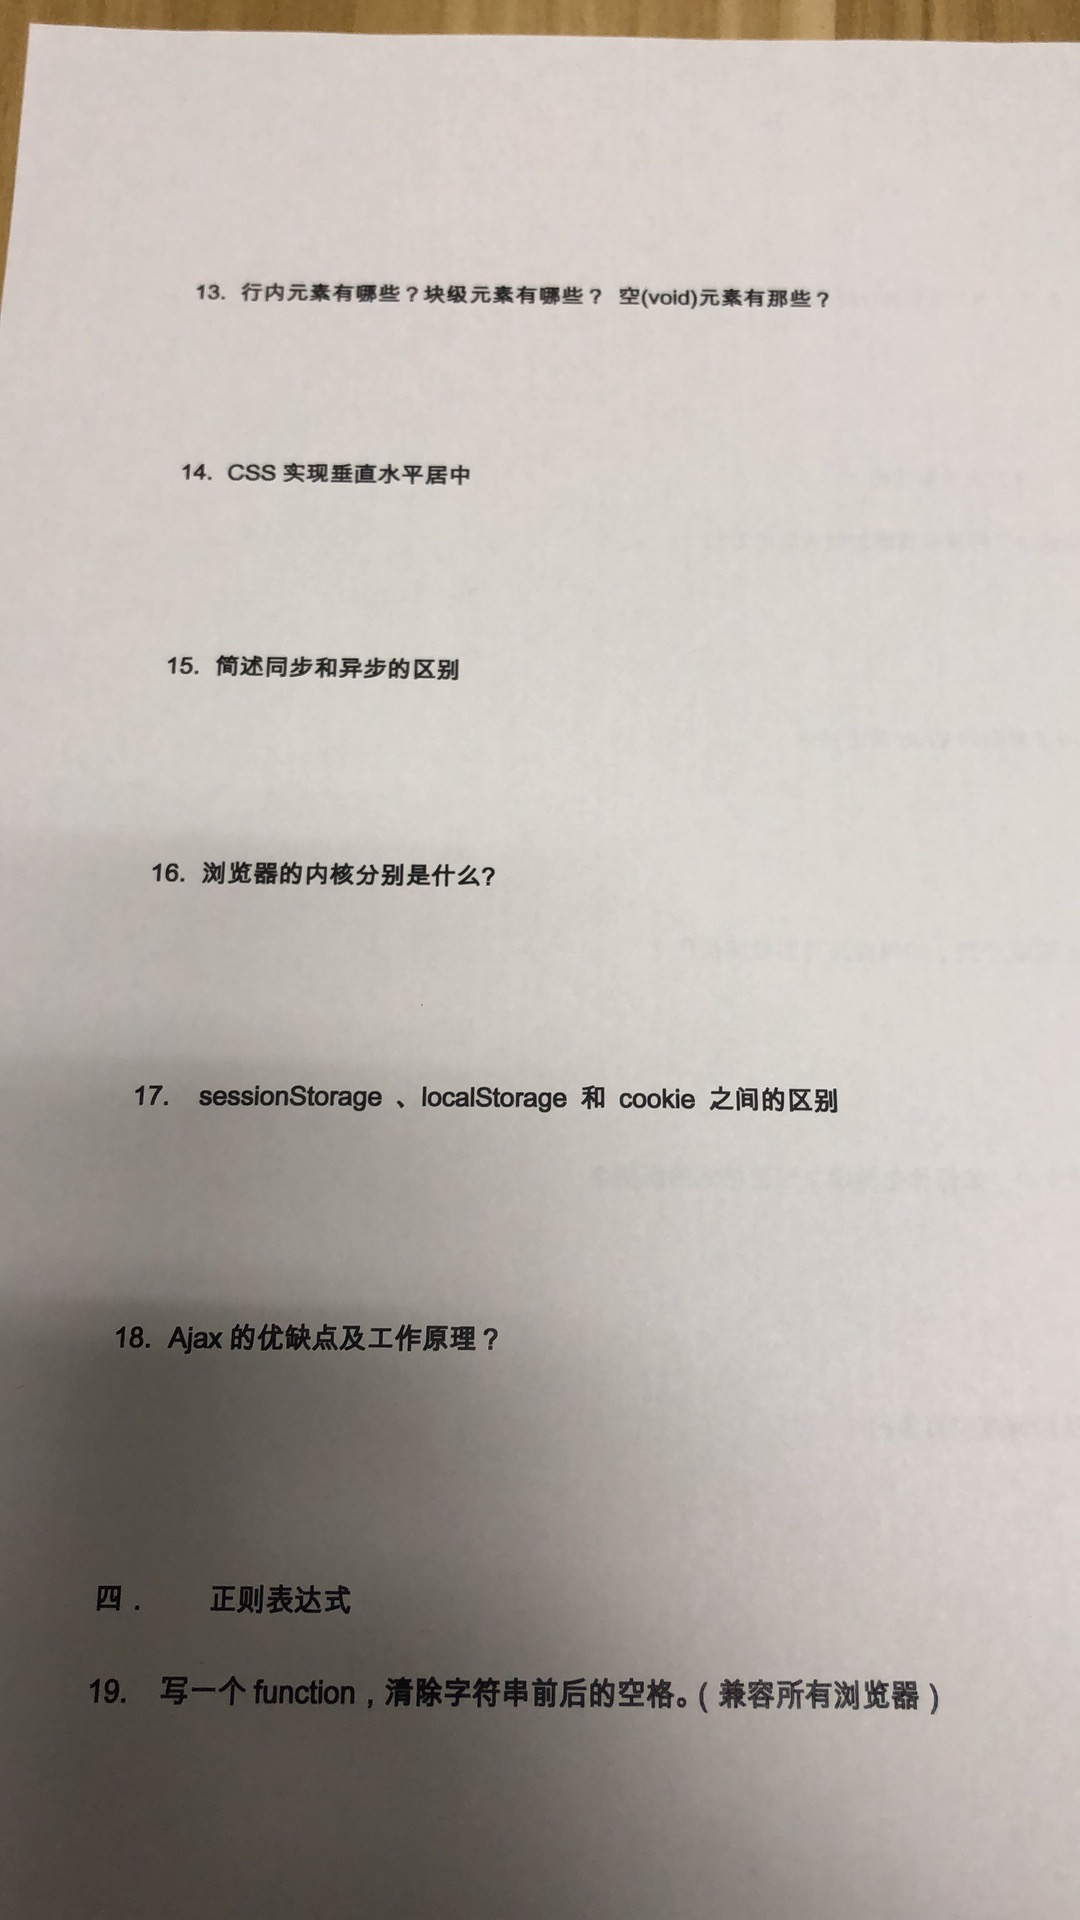 13. 行内元素有哪些？块级元素有哪些？ 空(void)元素有那些？
14. CSS 实现垂直水平居中
15. 简述同步和异步的区别
16. 浏览器的内核分别是什么?
17. sessionStorage 、localStorage 和 cookie 之间的区别
18. Ajax 的优缺点及工作原理？
四． 正则表达式
19. 写一个 function，清除字符串前后的空格。（兼容所有浏览器）